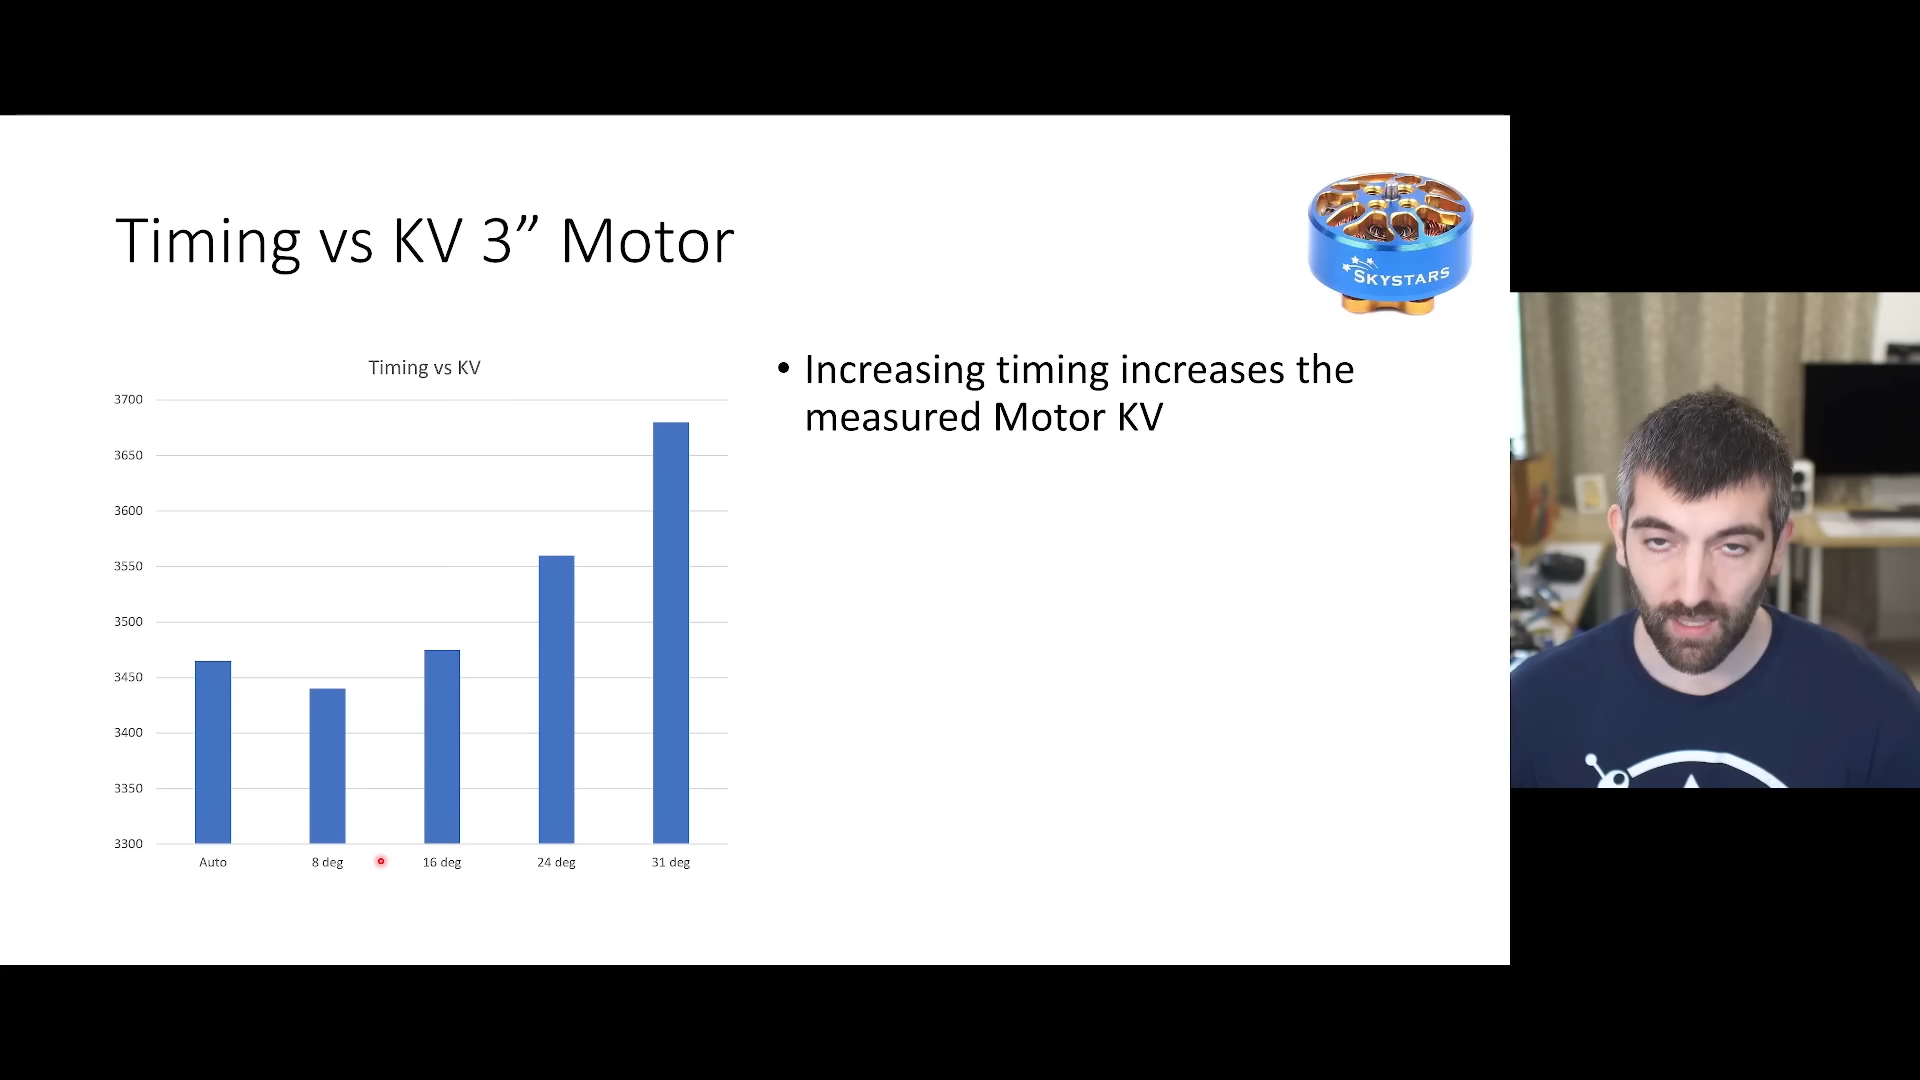 Timing vs KV 3” Motor
SKYSTARS
Timing vs KV
3700
3650
3600
3550
3500
3450
3400
3350
3300
Auto 8 deg 16 deg 24 deg 31 deg
• Increasing timing increases the
measured Motor KV